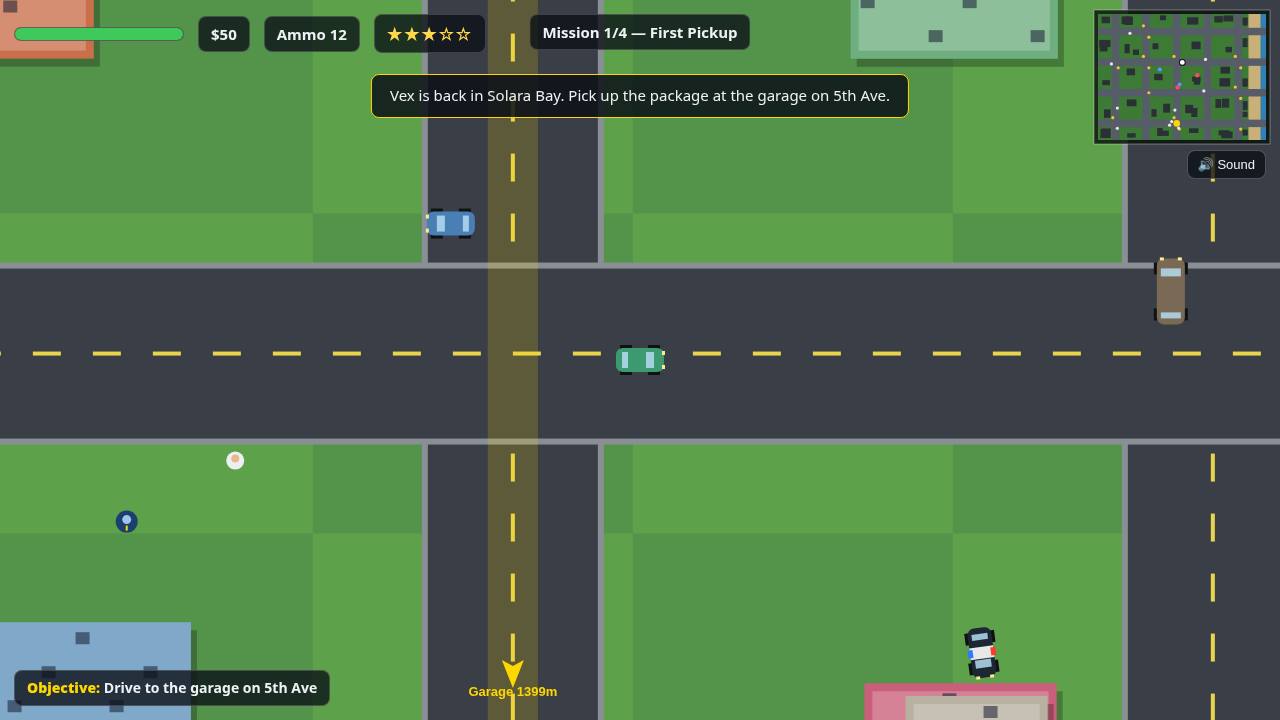 $50
Ammo 12
★★★☆☆
Mission 1/4 — First Pickup
Vex is back in Solara Bay. Pick up the package at the garage on 5th Ave.
🔊 Sound
Objective: Drive to the garage on 5th Ave
Garage 1399m